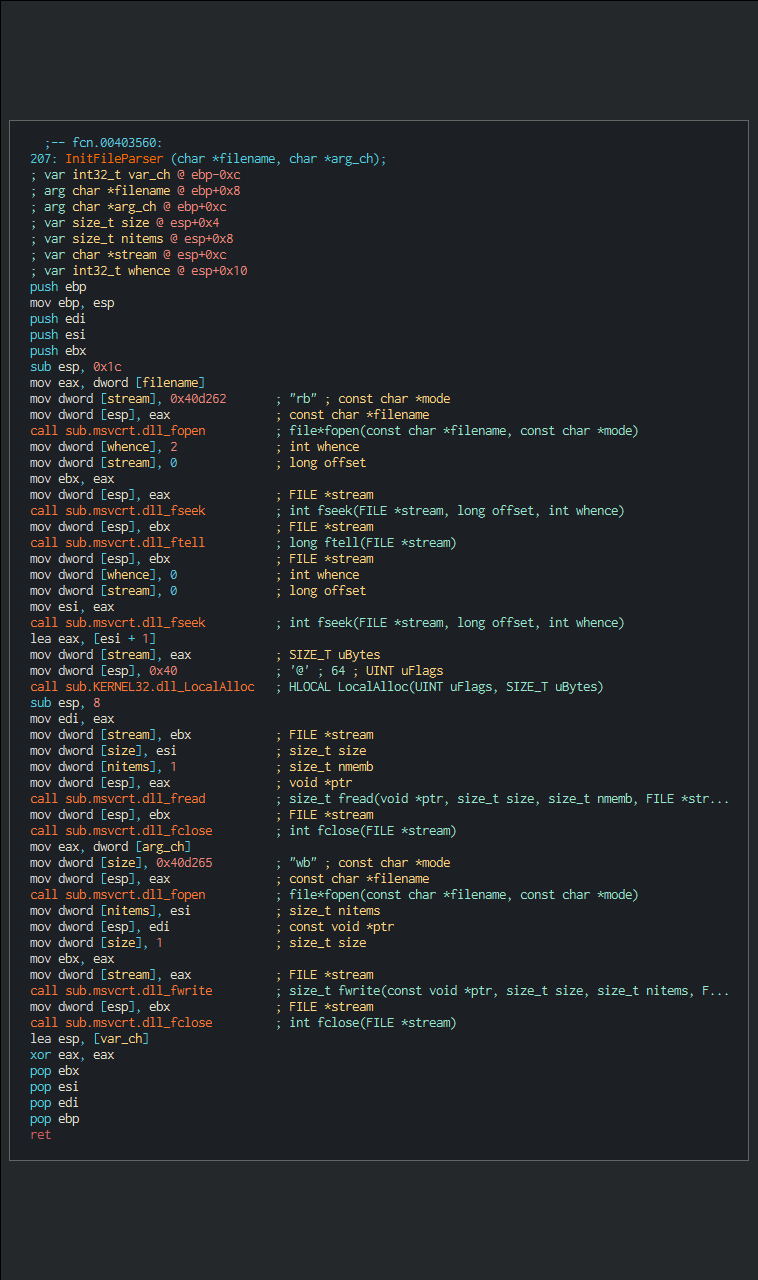 ;-- fcn.00403560:
207: InitFileParser (char *filename, char *arg_ch);
; var int32_t var_ch @ ebp-0xc
; arg char *filename @ ebp+0x8
; arg char *arg_ch @ ebp+0xc
; var size_t size @ esp+0x4
; var size_t nitems @ esp+0x8
; var char *stream @ esp+0xc
; var int32_t whence @ esp+0x10
push ebp
mov ebp, esp
push edi
push esi
push ebx
sub esp, 0x1c
mov eax, dword [filename]
mov dword [stream], 0x40d262 ; "rb" ; const char *mode
mov dword [esp], eax ; const char *filename
call sub.msvcrt.dll_fopen ; file*fopen(const char *filename, const char *mode)
mov dword [whence], 2 ; int whence
mov dword [stream], 0 ; long offset
mov ebx, eax
mov dword [esp], eax ; FILE *stream
call sub.msvcrt.dll_fseek ; int fseek(FILE *stream, long offset, int whence)
mov dword [esp], ebx ; FILE *stream
call sub.msvcrt.dll_ftell ; long ftell(FILE *stream)
mov dword [esp], ebx ; FILE *stream
mov dword [whence], 0 ; int whence
mov dword [stream], 0 ; long offset
mov esi, eax
call sub.msvcrt.dll_fseek ; int fseek(FILE *stream, long offset, int whence)
lea eax, [esi + 1]
mov dword [stream], eax ; SIZE_T uBytes
mov dword [esp], 0x40 ; '@' ; 64 ; UINT uFlags
call sub.KERNEL32.dll_LocalAlloc ; HLOCAL LocalAlloc(UINT uFlags, SIZE_T uBytes)
sub esp, 8
mov edi, eax
mov dword [stream], ebx ; FILE *stream
mov dword [size], esi ; size_t size
mov dword [nitems], 1 ; size_t nmemb
mov dword [esp], eax ; void *ptr
call sub.msvcrt.dll_fread ; size_t fread(void *ptr, size_t size, size_t nmemb, FILE *str...
mov dword [esp], ebx ; FILE *stream
call sub.msvcrt.dll_fclose ; int fclose(FILE *stream)
mov eax, dword [arg_ch]
mov dword [size], 0x40d265 ; "wb" ; const char *mode
mov dword [esp], eax ; const char *filename
call sub.msvcrt.dll_fopen ; file*fopen(const char *filename, const char *mode)
mov dword [nitems], esi ; size_t nitems
mov dword [esp], edi ; const void *ptr
mov dword [size], 1 ; size_t size
mov ebx, eax
mov dword [stream], eax ; FILE *stream
call sub.msvcrt.dll_fwrite ; size_t fwrite(const void *ptr, size_t size, size_t nitems, F...
mov dword [esp], ebx ; FILE *stream
call sub.msvcrt.dll_fclose ; int fclose(FILE *stream)
lea esp, [var_ch]
xor eax, eax
pop ebx
pop esi
pop edi
pop ebp
ret